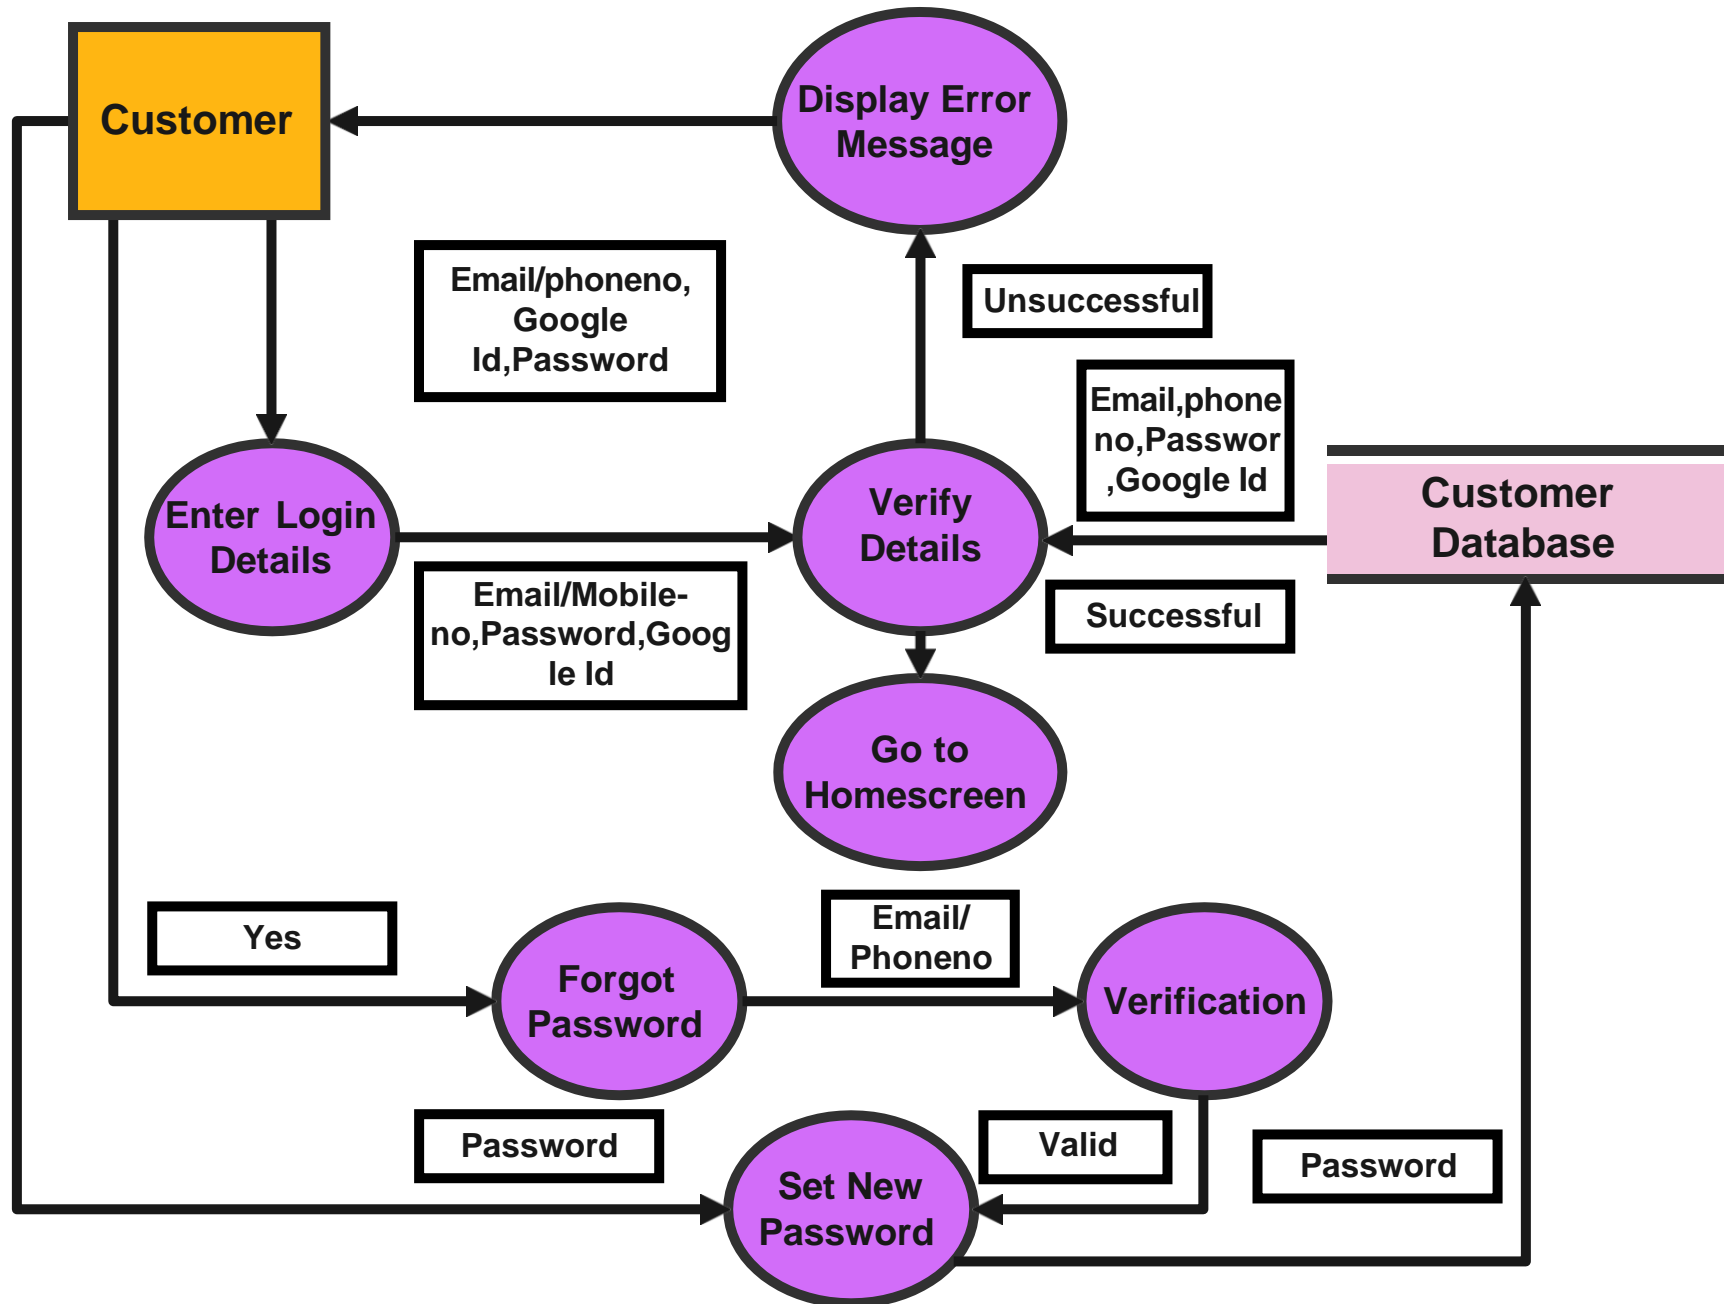 Customer
Display Error
Message
Email/phoneno,
Google
Id,Password
Unsuccessful
Email,phone
no,Passwor
,Google Id
Enter Login
Details
Verify
Details
Customer
Database
Email/Mobile-
no,Password,Goog
le Id
Successful
Go to
Homescreen
Yes
Forgot
Password
Email/
Phoneno
Verification
Password
Set New
Password
Valid
Password